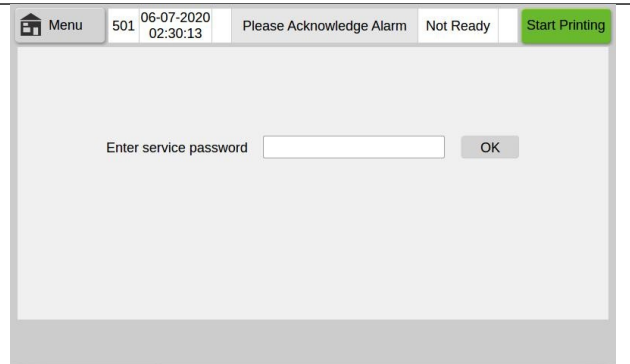 Menu
501
06-07-2020
02:30:13
Please Acknowledge Alarm
Not Ready
Start Printing
Enter service password
OK